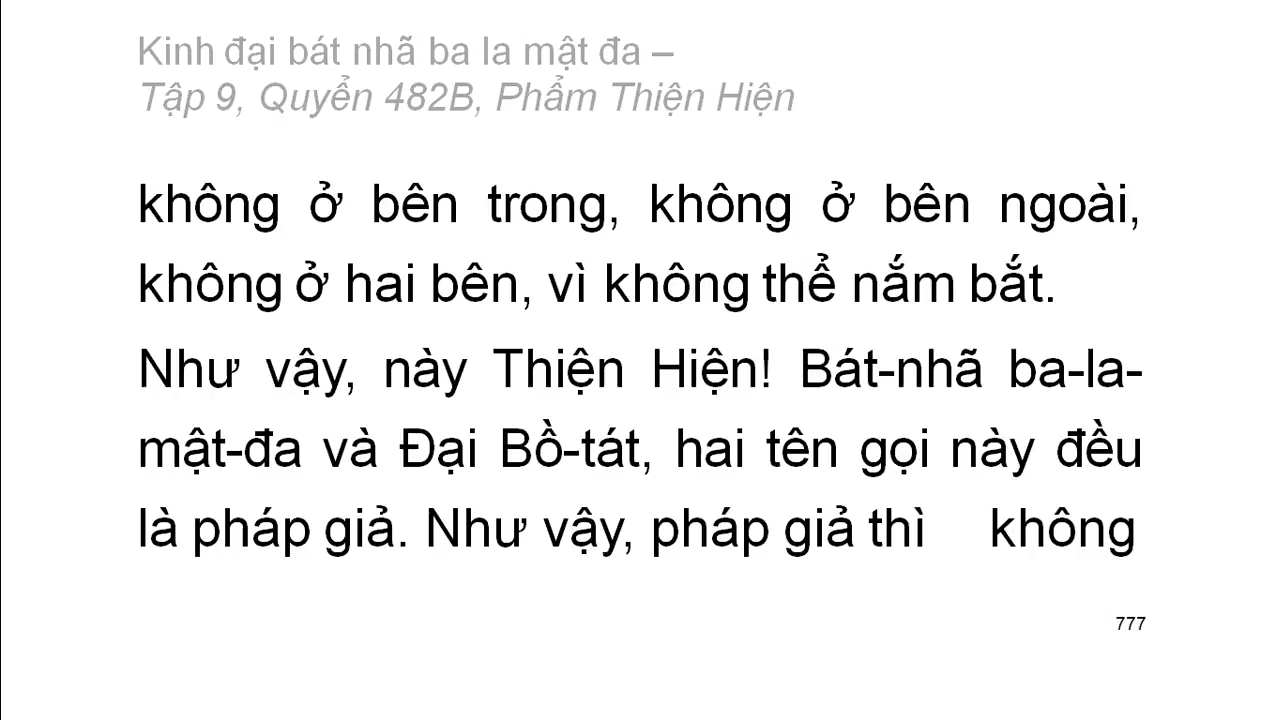 Kinh đại bát nhã ba la mật đa –
Tập 9, Quyển 482B, Phẩm Thiện Hiện
không ở bên trong, không ở bên ngoài,
không ở hai bên, vì không thể nắm bắt.
Như vậy, này Thiện Hiện! Bát-nhã ba-la-
mật-đa và Đại Bồ-tát, hai tên gọi này đều
là pháp giả. Như vậy, pháp giả thì không
777